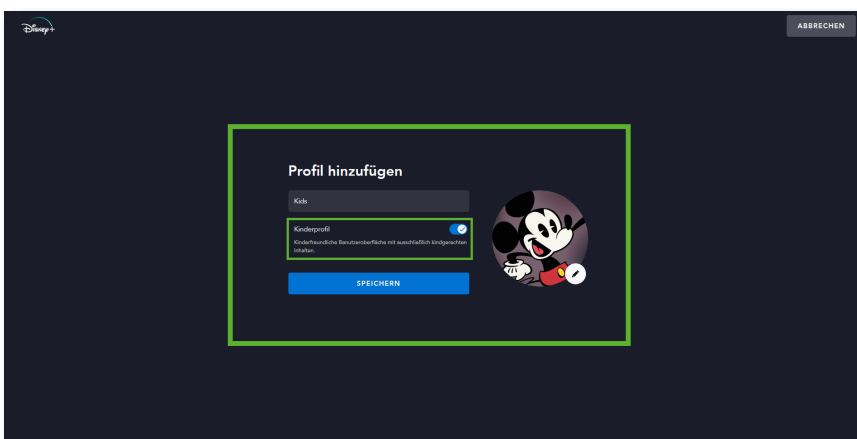 Disney+
ABBRECHEN
Profil hinzufügen
Kids
Kinderprofil
Kinderfreundliche Benutzeroberfläche mit ausschließlich kindgerechten
Inhalten.
SPEICHERN